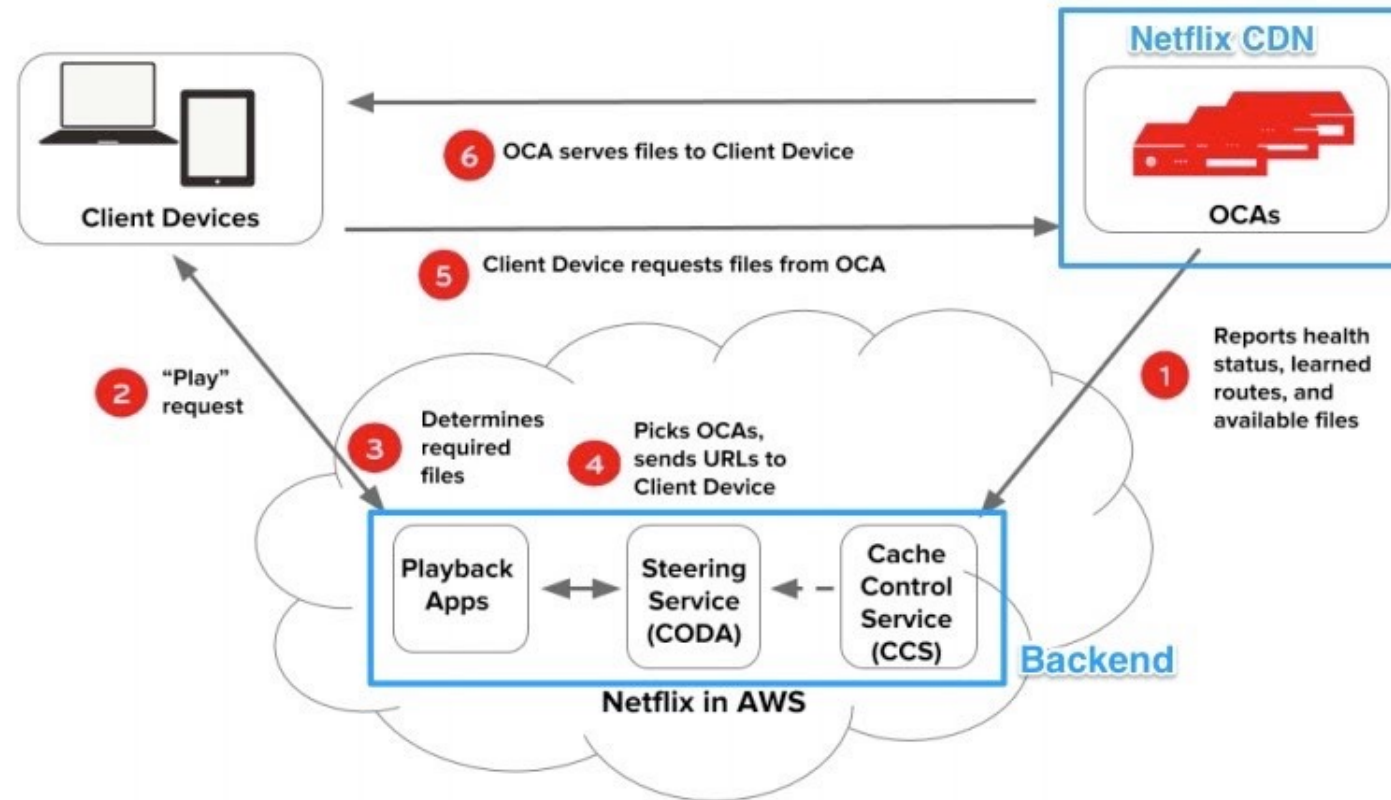 Netflix CDN
OCAs
Client Devices
6 OCA serves files to Client Device
5 Client Device requests files from OCA
1 Reports health
status, learned
routes, and
available files
2 “Play”
request
3 Determines
required
files
4 Picks OCAs,
sends URLs to
Client Device
Playback
Apps
Steering
Service
(CODA)
Cache
Control
Service
(CCS)
Backend
Netflix in AWS